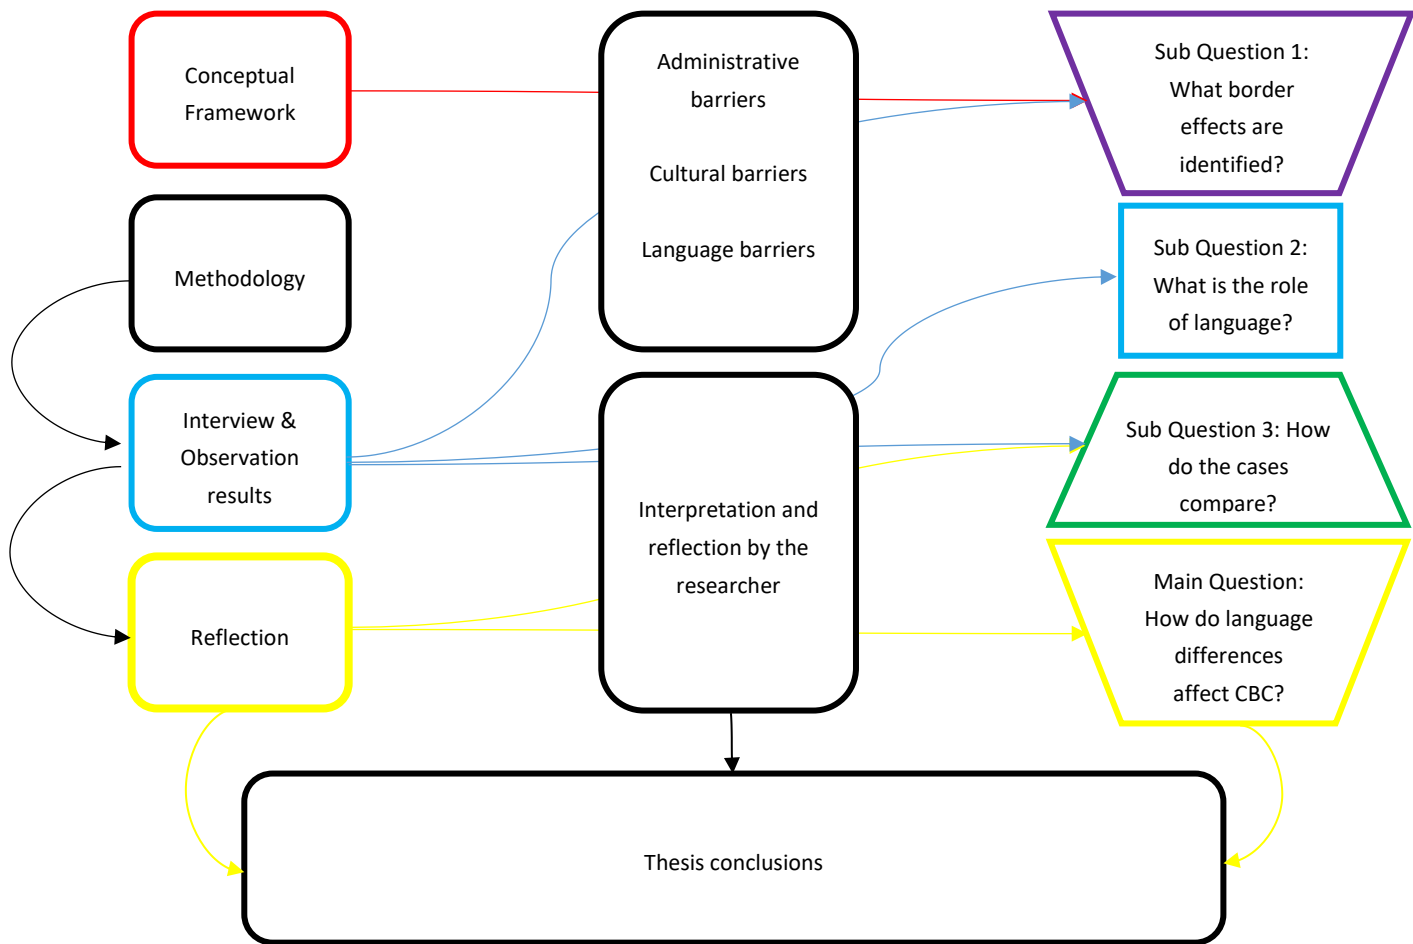 Conceptual
Framework
Methodology
Interview &
Observation
results
Reflection
Administrative
barriers
Cultural barriers
Language barriers
Interpretation and
reflection by the
researcher
Sub Question 1:
What border
effects are
identified?
Sub Question 2:
What is the role
of language?
Sub Question 3: How
do the cases
compare?
Main Question:
How do language
differences
affect CBC?
Thesis conclusions